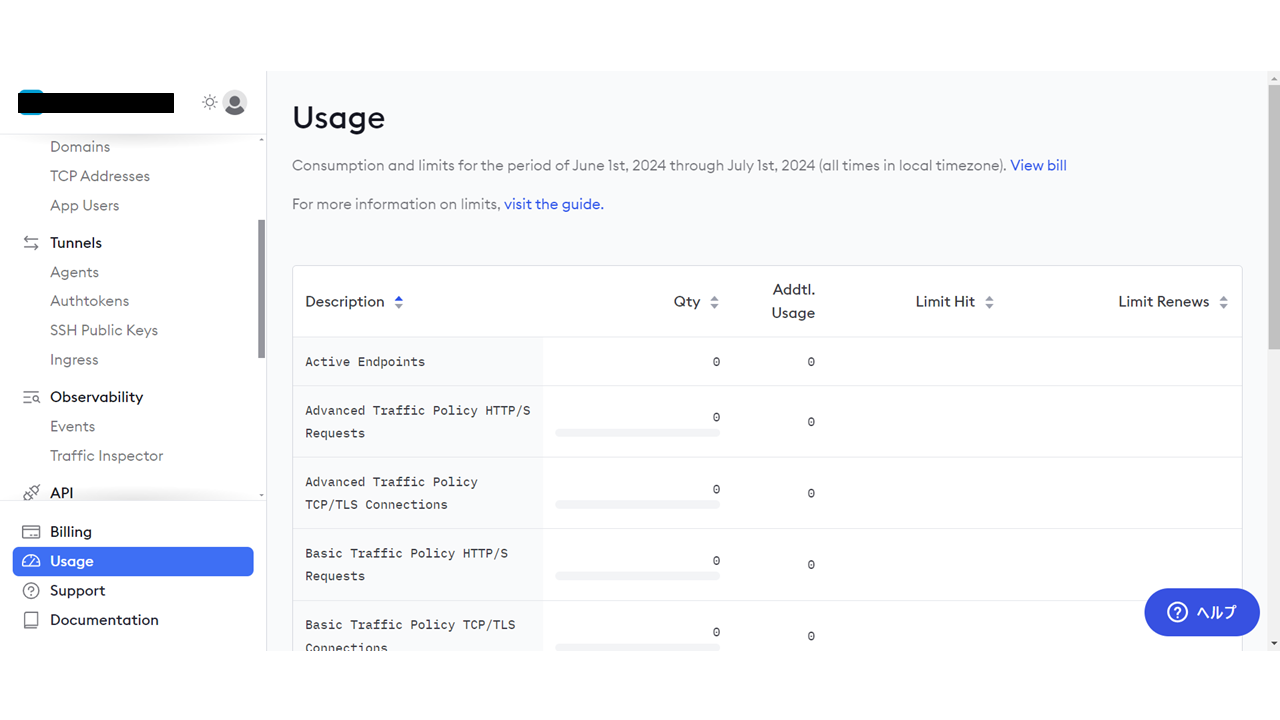 Domains
TCP Addresses
App Users
Tunnels
Agents
Authtokens
SSH Public Keys
Ingress
Observability
Events
Traffic Inspector
API
Billing
Usage
Support
Documentation
Usage
Consumption and limits for the period of June 1st, 2024 through July 1st, 2024 (all times in local timezone). View bill
For more information on limits, visit the guide.
Description Qty Addtl. Usage Limit Hit Limit Renews
Active Endpoints 0 0
Advanced Traffic Policy HTTP/S
Requests 0 0
Advanced Traffic Policy
TCP/TLS Connections 0 0
Basic Traffic Policy HTTP/S
Requests 0 0
Basic Traffic Policy TCP/TLS
Connections 0 0
ヘルプ